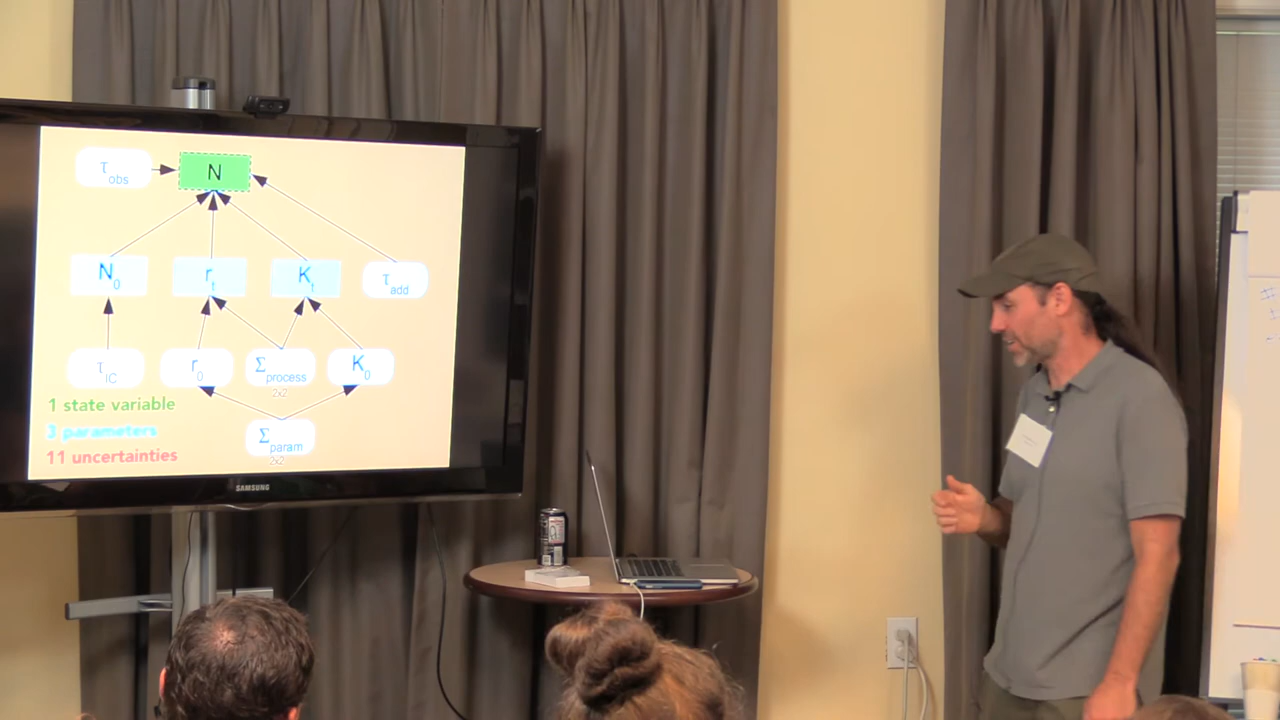 τobs
N
N0
rt
Kt
τadd
τIC
r0
Σprocess
2x2
K0
1 state variable
3 parameters
Σparam
2x2
11 uncertainties
SAMSUNG